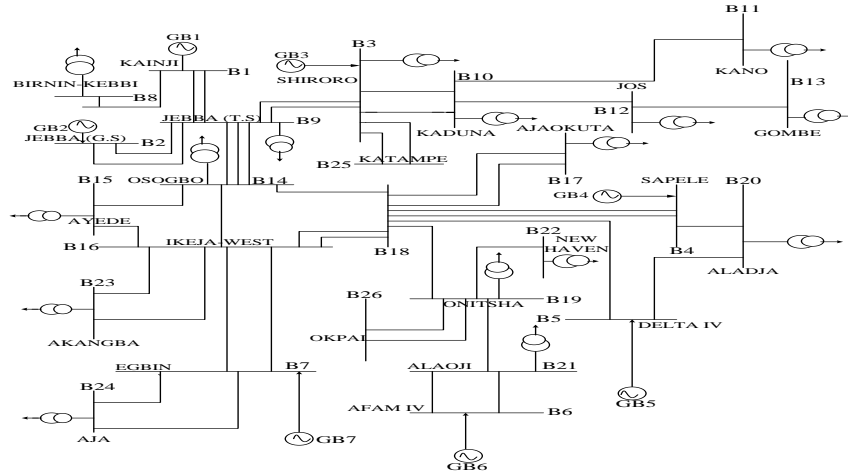 B11
GB1
B3
GB3
KAINJI
B1
SHIRORO
B10
KANO
B13
BIRNIN-KEBBI
B8
JOS
GB2
JEBBA (T.S)
B9
B12
JEBBA (G.S)
B2
KADUNA
AJAOKUTA
GOMBE
B25
KATAMPE
B15
OSOGBO
B14
B17
SAPELE
B20
GB4
AYEDE
B16
IKEJA-WEST
B18
B22
NEW
HAVEN
B4
ALADJA
B23
B26
ONITSHA
B19
B5
DELTA IV
AKANGBA
OKPAI
EGBIN
B7
ALAOJI
B21
B24
AFAM IV
B6
GB5
AJA
GB7
GB6